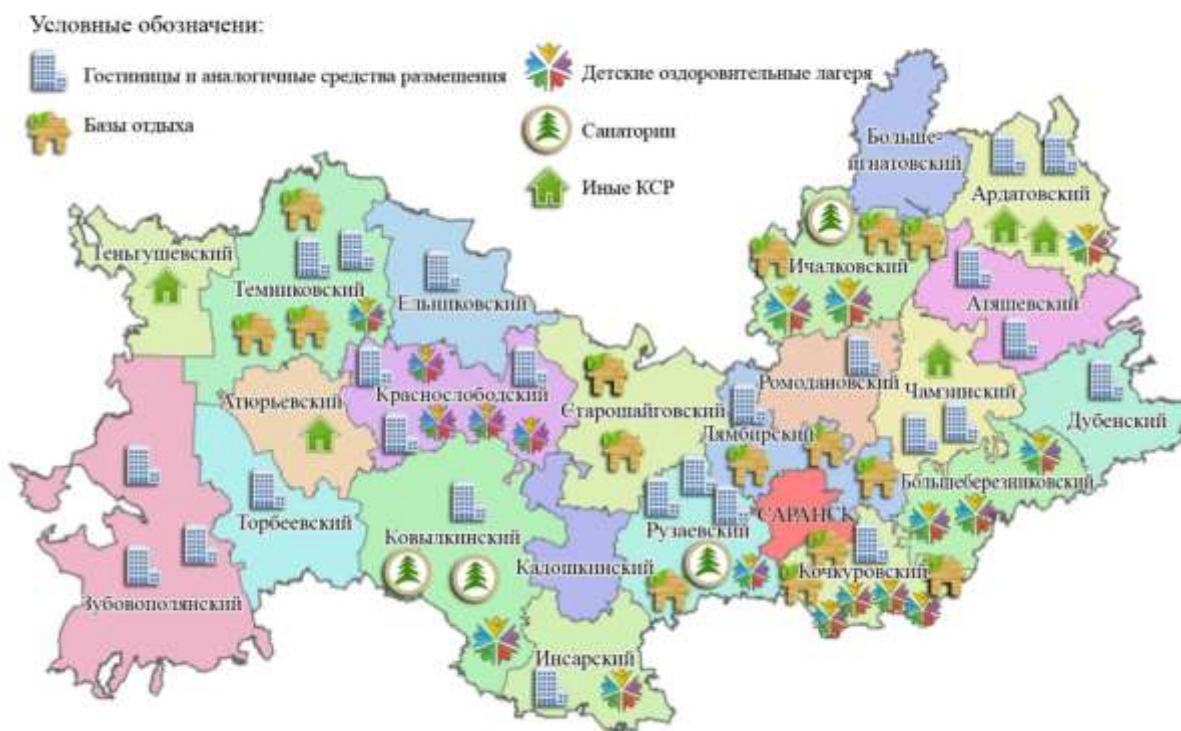 Условные обозначени:
Гостиницы и аналогичные средства размещения
Детские оздоровительные лагеря
Базы отдыха
Санатории
Иные КСР
Больше-
игнатовский
Ардатовский
Теньгушевский
Ичалковский
Темниковский
Ельниковский
Атяшевский
Ромодановский
Краснослободский
Чамзинский
Атюрьевский
Старошайговский
Дубенский
Лямбирский
Большеберезниковский
САРАНСК
Торбеевский
Рузаевский
Ковылкинский
Кадошкинский
Кочкуровский
Зубовополянский
Инсарский